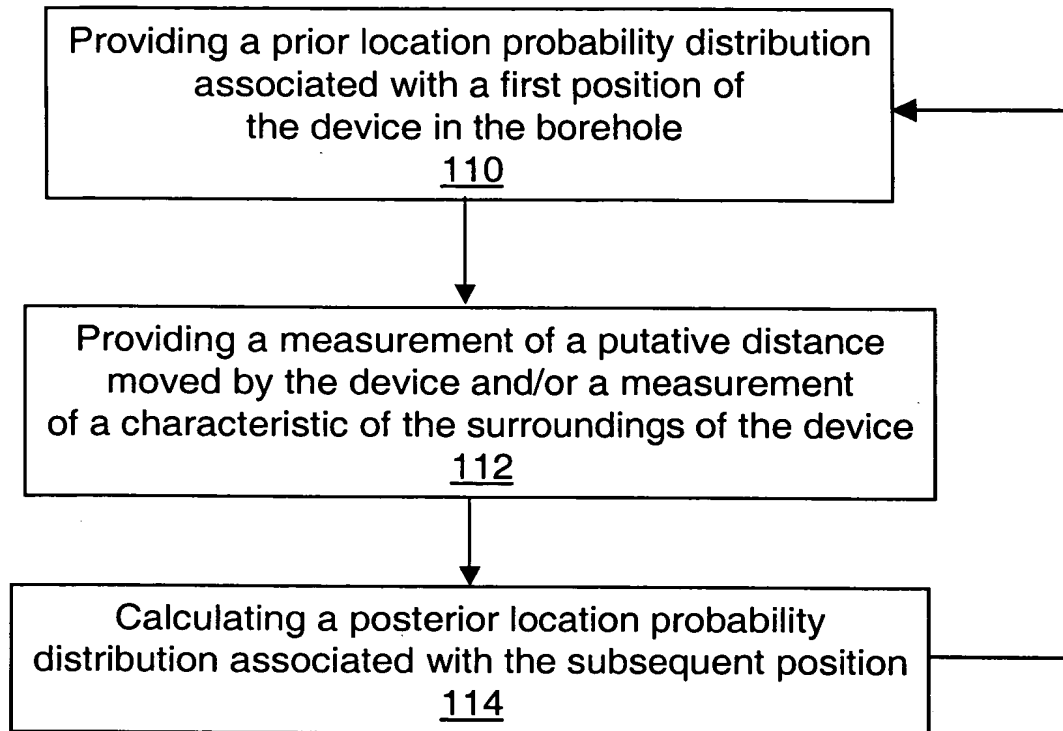 Providing a prior location probability distribution
associated with a first position of
the device in the borehole
110
Providing a measurement of a putative distance
moved by the device and/or a measurement
of a characteristic of the surroundings of the device
112
Calculating a posterior location probability
distribution associated with the subsequent position
114